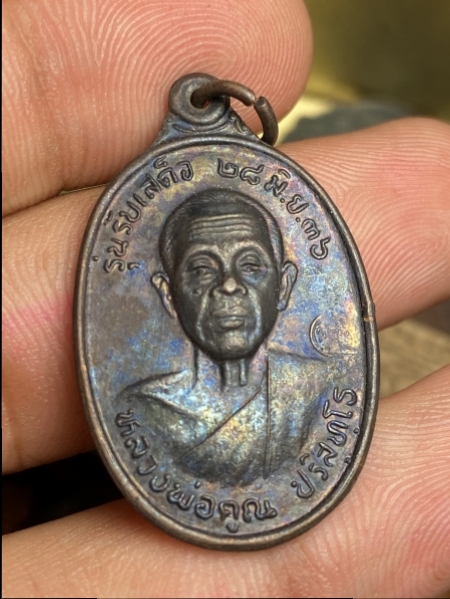 รุ่นรับเสด็จ ๒๘ มิ.ย.๓๖
หลวงพ่อคูณ ปริสุทฺโธ